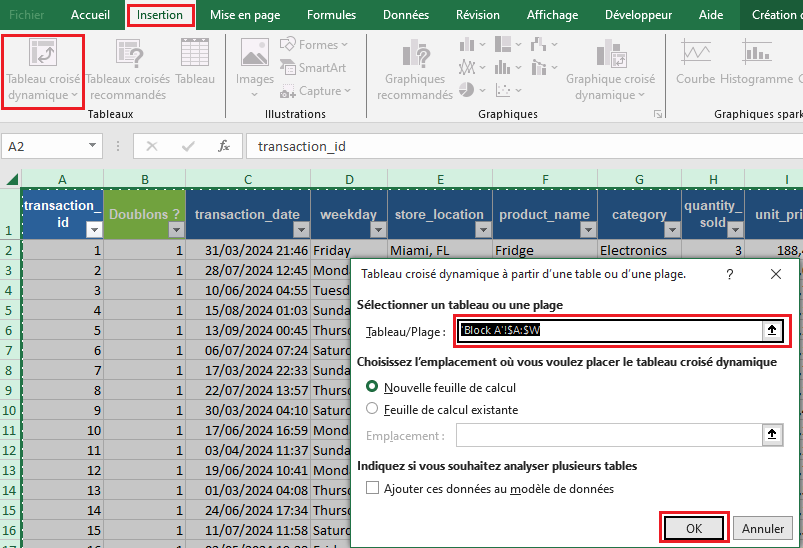 Fichier Accueil Insertion Mise en page Formules Données Révision Affichage Développeur Aide Création d
Tableau croisé dynamique Tableaux croisés recommandés Tableau Images Formes SmartArt Capture Graphiques recommandés Graphique croisé dynamique Courbe Histogramme
Tableaux Illustrations Graphiques Graphiques spark
A2 fx transaction_id
A B C D E F G H I
1 transaction_id Doublons ? transaction_date weekday store_location product_name category quantity_sold unit_pri
2 1 1 31/03/2024 21:46 Friday Miami, FL Fridge Electronics 3 188,4
3 2 1 28/07/2024 12:45 Mond
4 3 1 10/06/2024 04:55 Tuesd
5 4 1 15/08/2024 01:03 Sunda
6 5 1 13/09/2024 00:45 Thurso
7 6 1 06/07/2024 07:24 Satur
8 7 1 17/03/2024 22:33 Sunda
9 8 1 22/07/2024 13:57 Thurso
10 9 1 30/03/2024 04:10 Saturo
11 10 1 17/06/2024 16:59 Mond
12 11 1 03/04/2024 11:37 Sunda
13 12 1 19/06/2024 10:41 Mond
14 13 1 01/03/2024 04:08 Thurso
15 14 1 24/06/2024 17:34 Thurso
16 15 1 11/07/2024 11:58 Satur
17 16 1
Tableau croisé dynamique à partir d'une table ou d'une plage. ?
Sélectionner un tableau ou une plage
Tableau/Plage : 'Block A'!$A:$W
Choisissez l'emplacement où vous voulez placer le tableau croisé dynamique
Nouvelle feuille de calcul
Feuille de calcul existante
Emplacement :
Indiquez si vous souhaitez analyser plusieurs tables
Ajouter ces données au modèle de données
OK Annuler